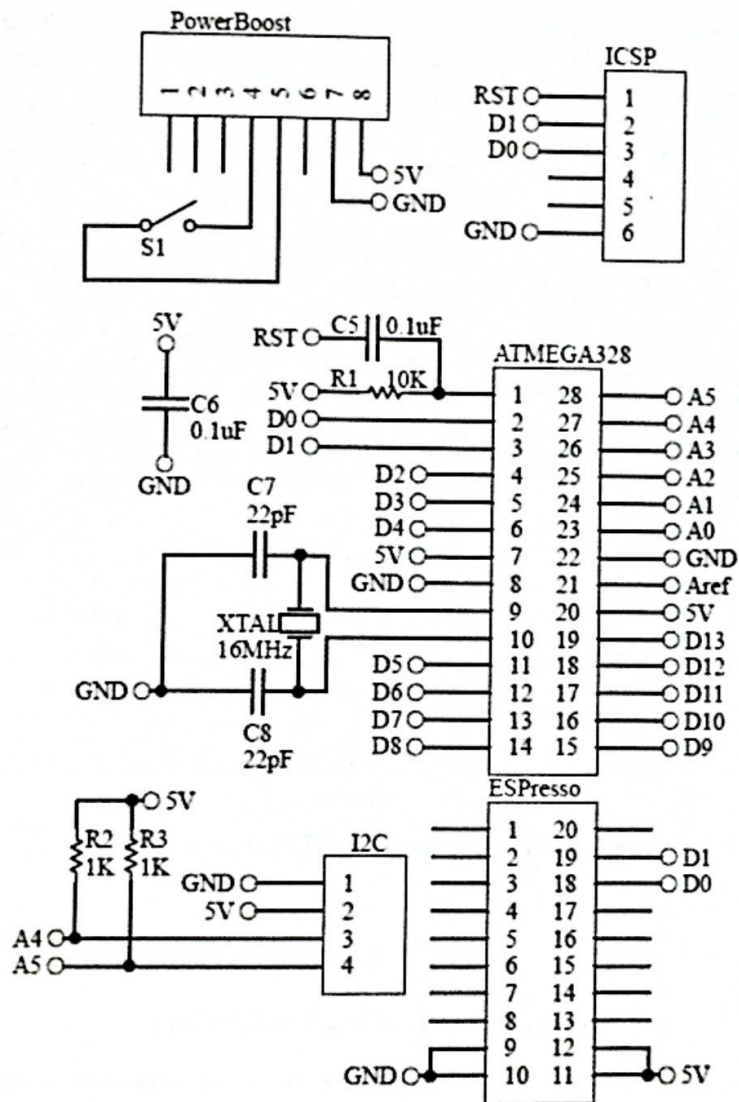 PowerBoost
1 2 3 4 5 6 7 8
5V
GND
S1
ICSP
RST 1
D1 2
D0 3
4
5
GND 6
5V
C6
0.1uF
GND
RST C5 0.1uF
ATMEGA328
5V R1 10K 1 28 A5
D0 2 27 A4
D1 3 26 A3
D2 4 25 A2
D3 5 24 A1
D4 6 23 A0
5V 7 22 GND
GND 8 21 Aref
9 20 5V
10 19 D13
D5 11 18 D12
D6 12 17 D11
D7 13 16 D10
D8 14 15 D9
C7
22pF
XTAL
16MHz
GND
C8
22pF
5V
R2
1K
R3
1K
I2C
GND 1
5V 2
A4 3
A5 4
ESPresso
1 20
2 19 D1
3 18 D0
4 17
5 16
6 15
7 14
8 13
9 12
GND 10 11 5V